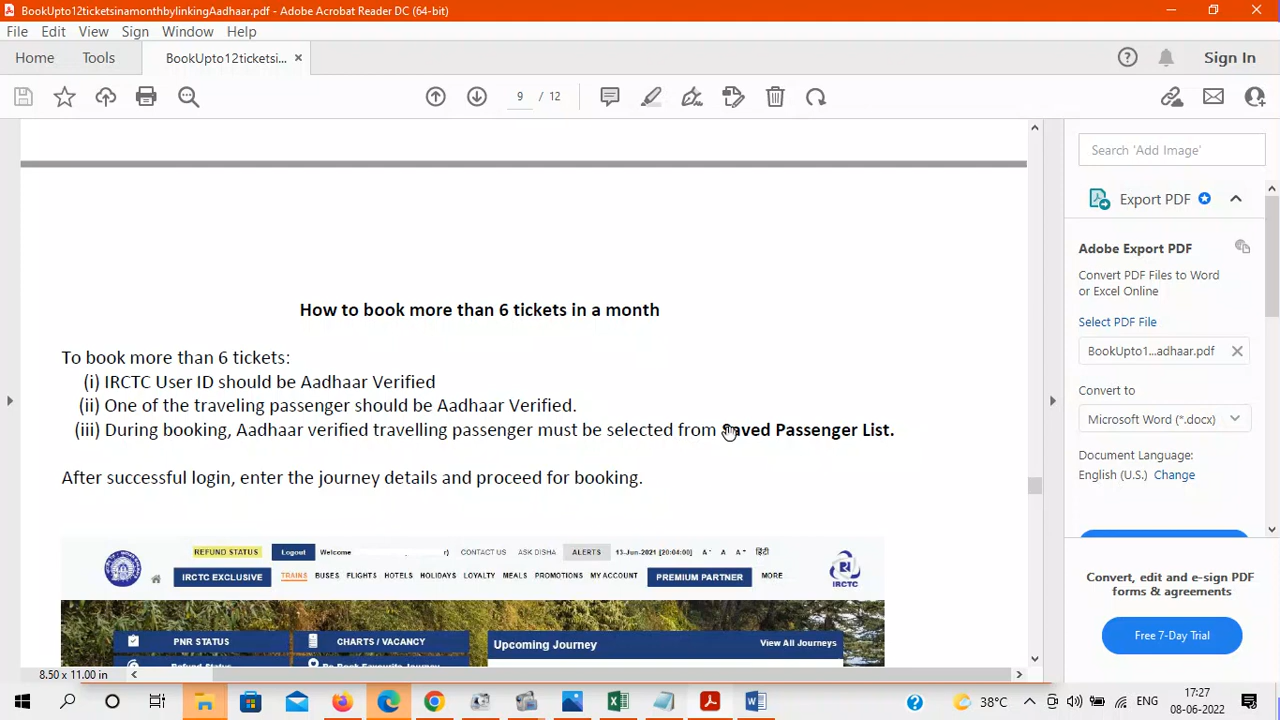 BookUpto12ticketsinamonthbylinkingAadhaar.pdf - Adobe Acrobat Reader DC (64-bit)
File Edit View Sign Window Help
Home Tools BookUpto12ticketsi... × Sign In
9 / 12
Search 'Add Image'
Export PDF
Adobe Export PDF
Convert PDF Files to Word
or Excel Online
Select PDF File
BookUpto1...adhaar.pdf
Convert to
Microsoft Word (*.docx)
Document Language:
English (U.S.) Change
Convert, edit and e-sign PDF
forms & agreements
Free 7-Day Trial
How to book more than 6 tickets in a month
To book more than 6 tickets:
(i) IRCTC User ID should be Aadhaar Verified
(ii) One of the traveling passenger should be Aadhaar Verified.
(iii) During booking, Aadhaar verified travelling passenger must be selected from Saved Passenger List.
After successful login, enter the journey details and proceed for booking.
REFUND STATUS Logout Welcome r) CONTACT US ASK DISHA ALERTS 13-Jun-2021 [20:04:00] A- A A+ हिंदी
IRCTC EXCLUSIVE TRAINS BUSES FLIGHTS HOTELS HOLIDAYS LOYALTY MEALS PROMOTIONS MY ACCOUNT PREMIUM PARTNER MORE
IRCTC
PNR STATUS CHARTS / VACANCY Upcoming Journey View All Journeys
Refund Status Re-Book Favourite Journey
8.50 x 11.00 in
38°C ENG 17:27
08-06-2022